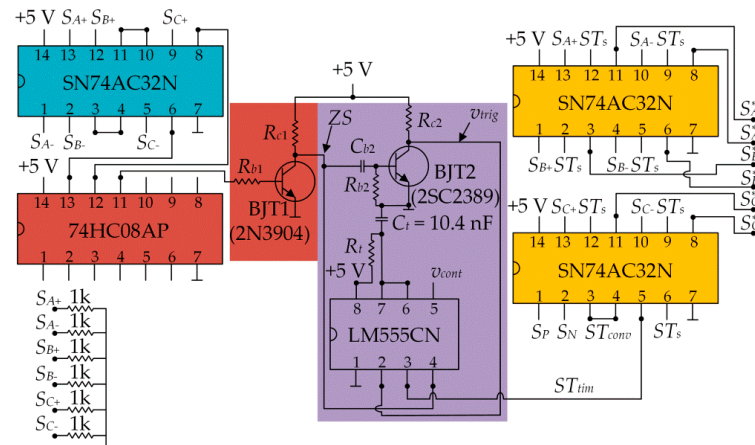 +5 V S_A+ S_B+ S_C+
14 13 12 11 10 9 8
SN74AC32N
1 2 3 4 5 6 7
S_A- S_B- S_C-
+5 V
14 13 12 11 10 9 8
74HC08AP
1 2 3 4 5 6 7
S_A+ 1k
S_A- 1k
S_B+ 1k
S_B- 1k
S_C+ 1k
S_C- 1k
+5 V
R_c1 ZS R_c2 v_trig
C_b2
R_b1 R_b2
BJT1
(2N3904)
BJT2
(2SC2389)
C_t = 10.4 nF
R_t
+5 V v_cont
8 7 6 5
LM555CN
1 2 3 4
ST_tim
+5 V S_A+ ST_s S_A- ST_s
14 13 12 11 10 9 8
SN74AC32N
1 2 3 4 5 6 7
S_B+ ST_s S_B- ST_s
+5 V S_C+ ST_s S_C- ST_s
14 13 12 11 10 9 8
SN74AC32N
1 2 3 4 5 6 7
S_P S_N ST_conv ST_s